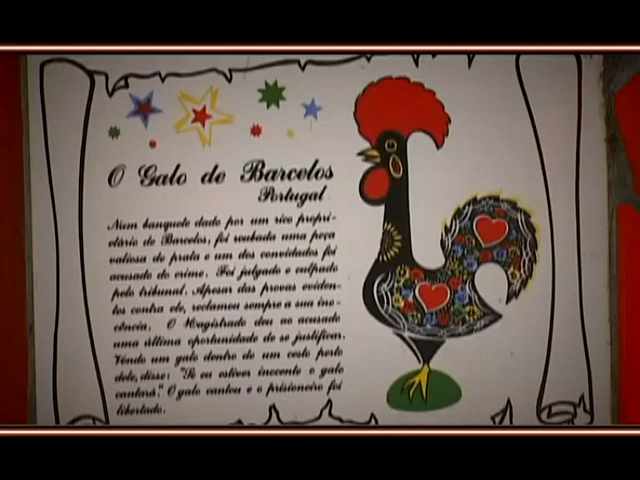 O Galo de Barcelos
Portugal
Num banquete dado por um rico propri-
etário de Barcelos, foi roubada uma peça
valiosa de prata e um dos convidados foi
acusado do crime. Foi julgado e culpado
pelo tribunal. Apesar das provas eviden-
tes contra ele, reclamou sempre a sua ino-
cência. O Magistrado deu ao acusado
uma última oportunidade de se justificar.
Vendo um galo dentro de um cesto perto
dele, disse: "Se eu estiver inocente o galo
cantará." O galo cantou e o prisioneiro foi
libertado.